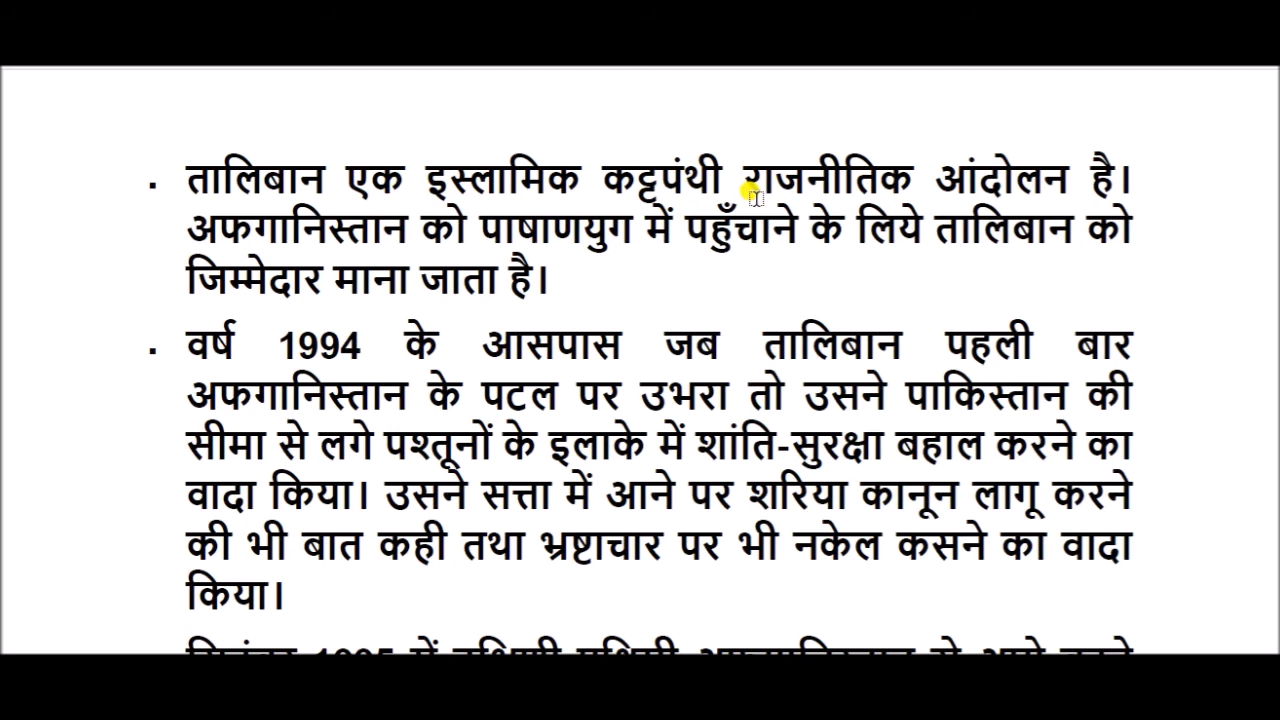 · तालिबान एक इस्लामिक कट्टपंथी राजनीतिक आंदोलन है।
अफगानिस्तान को पाषाणयुग में पहुँचाने के लिये तालिबान को
जिम्मेदार माना जाता है।
· वर्ष 1994 के आसपास जब तालिबान पहली बार
अफगानिस्तान के पटल पर उभरा तो उसने पाकिस्तान की
सीमा से लगे पश्तूनों के इलाके में शांति-सुरक्षा बहाल करने का
वादा किया। उसने सत्ता में आने पर शरिया कानून लागू करने
की भी बात कही तथा भ्रष्टाचार पर भी नकेल कसने का वादा
किया।